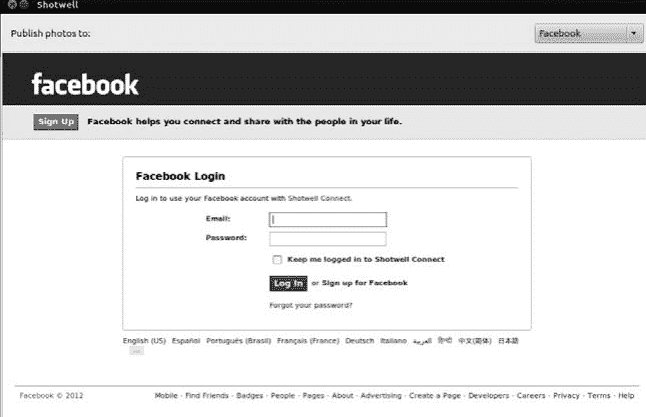 Shotwell
Publish photos to: Facebook
facebook
Sign Up Facebook helps you connect and share with the people in your life.
Facebook Login
Log in to use your Facebook account with Shotwell Connect.
Email:
Password:
Keep me logged in to Shotwell Connect
Log In or Sign up for Facebook
Forgot your password?
English (US) Español Português (Brasil) Français (France) Deutsch Italiano العربية हिन्दी 中文(简体) 日本語
...
Facebook © 2012 Mobile · Find Friends · Badges · People · Pages · About · Advertising · Create a Page · Developers · Careers · Privacy · Terms · Help